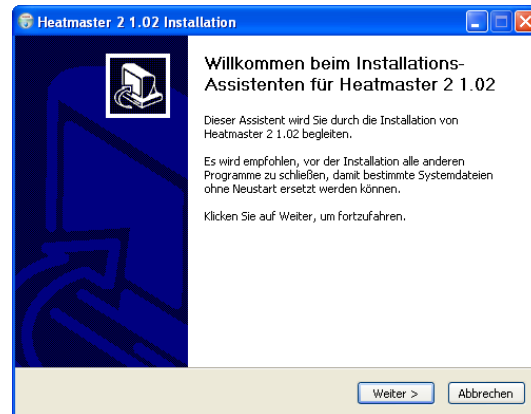 Heatmaster 2 1.02 Installation
Willkommen beim Installations-
Assistenten für Heatmaster 2 1.02
Dieser Assistent wird Sie durch die Installation von
Heatmaster 2 1.02 begleiten.
Es wird empfohlen, vor der Installation alle anderen
Programme zu schließen, damit bestimmte Systemdateien
ohne Neustart ersetzt werden können.
Klicken Sie auf Weiter, um fortzufahren.
Weiter >
Abbrechen